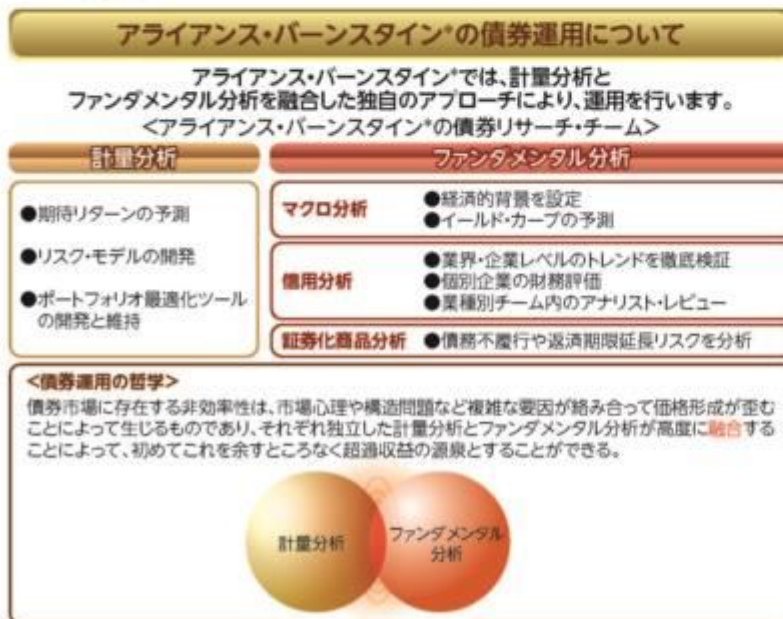 アライアンス・バーンスタイン*の債券運用について
アライアンス・バーンスタイン*では、計量分析と
ファンダメンタル分析を融合した独自のアプローチにより、運用を行います。
<アライアンス・バーンスタイン*の債券リサーチ・チーム>
計量分析
●期待リターンの予測
●リスク・モデルの開発
●ポートフォリオ最適化ツール
の開発と維持
ファンダメンタル分析
マクロ分析
●経済的背景を設定
●イールド・カーブの予測
信用分析
●業界・企業レベルのトレンドを徹底検証
●個別企業の財務評価
●業種別チーム内のアナリスト・レビュー
証券化商品分析
●債務不履行や返済期限延長リスクを分析
<債券運用の哲学>
債券市場に存在する非効率性は、市場心理や構造問題など複雑な要因が絡み合って価格形成が歪む
ことによって生じるものであり、それぞれ独立した計量分析とファンダメンタル分析が高度に融合する
ことによって、初めてこれを余すところなく超過収益の源泉とすることができる。
計量分析
ファンダメンタル
分析